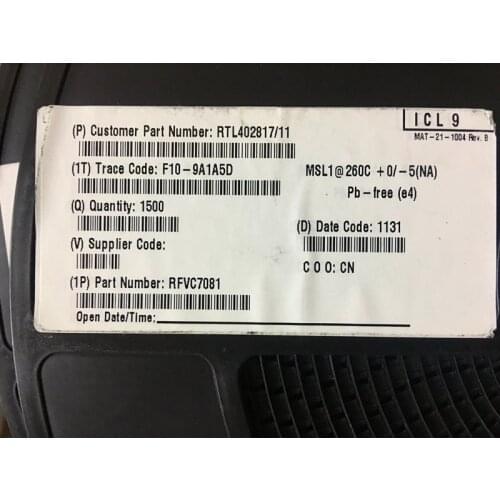 ICL 9
MAT-21-1004 Rev. B
(P) Customer Part Number: RTL402817/11
(1T) Trace Code: F10-9A1A5D
MSL1@260C +0/-5(NA)
Pb-free (e4)
(Q) Quantity: 1500
(D) Date Code: 1131
(V) Supplier Code:
C O O: CN
(1P) Part Number: RFVC7081
Open Date/Time: